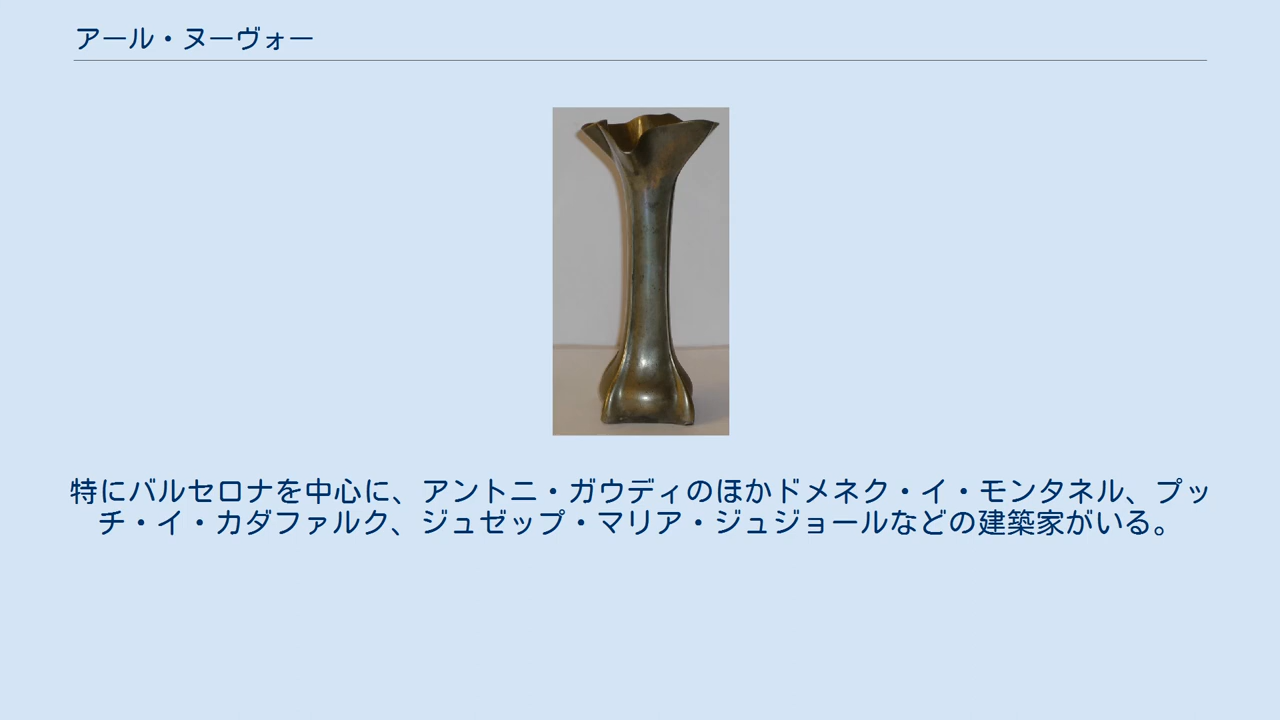 アール・ヌーヴォー
特にバルセロナを中心に、アントニ・ガウディのほかドメネク・イ・モンタネル、プッ
チ・イ・カダファルク、ジュゼップ・マリア・ジュジョールなどの建築家がいる。